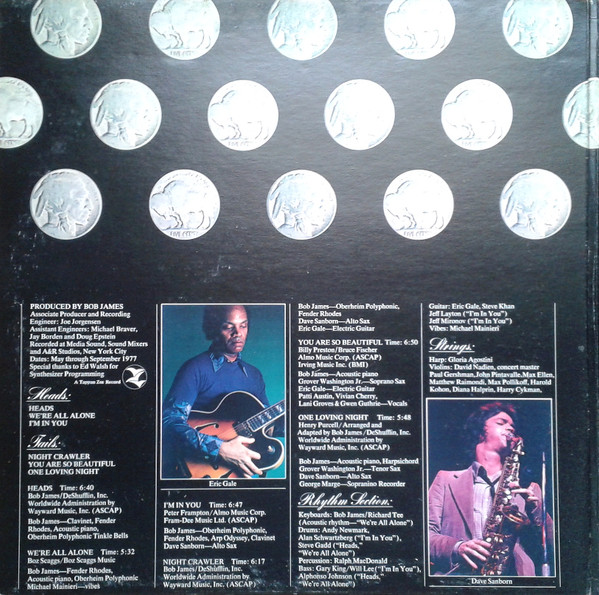 FIVE CENTS
PRODUCED BY BOB JAMES
Associate Producer and Recording
Engineer: Joe Jorgensen
Assistant Engineers: Michael Braver,
Jay Borden and Doug Epstein
Recorded at Media Sound, Sound Mixers
and A&R Studios, New York City
Dates: May through September 1977
Special thanks to Ed Walsh for
Synthesizer Programming
A Tappan Zee Record
Heads:
HEADS
WE'RE ALL ALONE
I'M IN YOU
Tails:
NIGHT CRAWLER
YOU ARE SO BEAUTIFUL
ONE LOVING NIGHT
HEADS Time: 6:40
Bob James/DeShufflin, Inc.
Worldwide Administration by
Wayward Music, Inc. (ASCAP)
Bob James—Clavinet, Fender
Rhodes, Acoustic piano,
Oberheim Polyphonic Tinkle Bells
WE'RE ALL ALONE Time: 5:32
Boz Scaggs/Boz Scaggs Music
Bob James—Fender Rhodes,
Acoustic piano, Oberheim Polyphonic
Michael Mainieri—vibes
Eric Gale
I'M IN YOU Time: 6:47
Peter Frampton/Almo Music Corp.
Fram-Dee Music Ltd. (ASCAP)
Bob James—Oberheim Polyphonic,
Fender Rhodes, Arp Odyssey, Clavinet
Dave Sanborn—Alto Sax
NIGHT CRAWLER Time: 6:17
Bob James/DeShufflin, Inc.
Worldwide Administration by
Wayward Music, Inc. (ASCAP)
Bob James—Oberheim Polyphonic,
Fender Rhodes
Dave Sanborn—Alto Sax
Eric Gale—Electric Guitar
YOU ARE SO BEAUTIFUL Time: 6:50
Billy Preston/Bruce Fischer
Almo Music Corp. (ASCAP)
Irving Music Inc. (BMI)
Bob James—Acoustic piano
Grover Washington Jr.—Soprano Sax
Eric Gale—Electric Guitar
Patti Austin, Vivian Cherry,
Lani Groves & Gwen Guthrie—Vocals
ONE LOVING NIGHT Time: 5:48
Henry Purcell/Arranged and
Adapted by Bob James/DeShufflin, Inc.
Worldwide Administration by
Wayward Music, Inc. (ASCAP)
Bob James—Acoustic piano, Harpsichord
Grover Washington Jr.—Tenor Sax
Dave Sanborn—Alto Sax
George Marge—Sopranino Recorder
Rhythm Section:
Keyboards: Bob James/Richard Tee
(Acoustic rhythm—"We're All Alone")
Drums: Andy Newmark,
Alan Schwartzberg ("I'm in You"),
Steve Gadd ("Heads,"
"We're All Alone")
Percussion: Ralph MacDonald
Bass: Gary King/Will Lee ("I'm in You"),
Alphonso Johnson ("Heads,"
"We're All Alone")
Guitar: Eric Gale, Steve Khan
Jeff Layton ("I'm In You")
Jeff Mironov ("I'm in You")
Vibes: Michael Mainieri
Strings:
Harp: Gloria Agostini
Violins: David Nadien, concert master
Paul Gershman, John Pintavalle, Max Ellen,
Matthew Raimondi, Max Pollikoff, Harold
Kohon, Diana Halprin, Harry Cykman,
Dave Sanborn